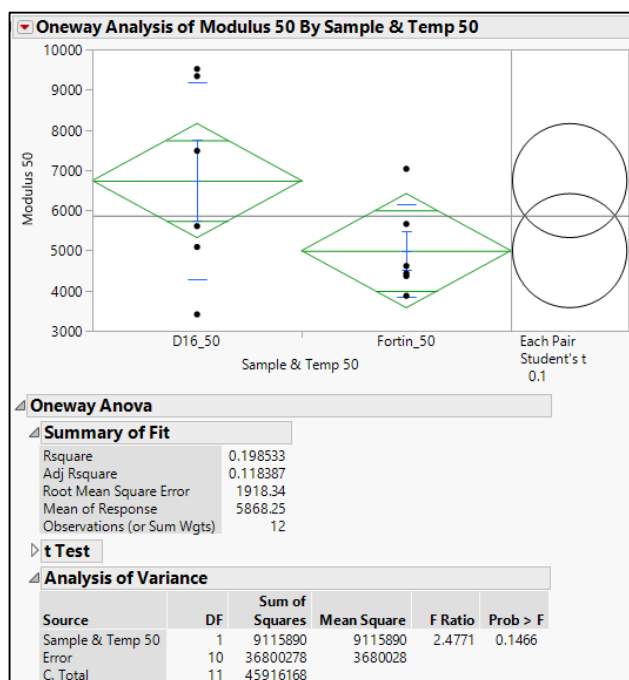 Oneway Analysis of Modulus 50 By Sample & Temp 50
10000
9000
8000
7000
6000
5000
4000
3000
Modulus 50
D16_50
Fortin_50
Each Pair
Student's t
0.1
Sample & Temp 50
Oneway Anova
Summary of Fit
Rsquare 0.198533
Adj Rsquare 0.118387
Root Mean Square Error 1918.34
Mean of Response 5868.25
Observations (or Sum Wgts) 12
t Test
Analysis of Variance
Source DF Sum of Squares Mean Square F Ratio Prob > F
Sample & Temp 50 1 9115890 9115890 2.4771 0.1466
Error 10 36800278 3680028
C. Total 11 45916168